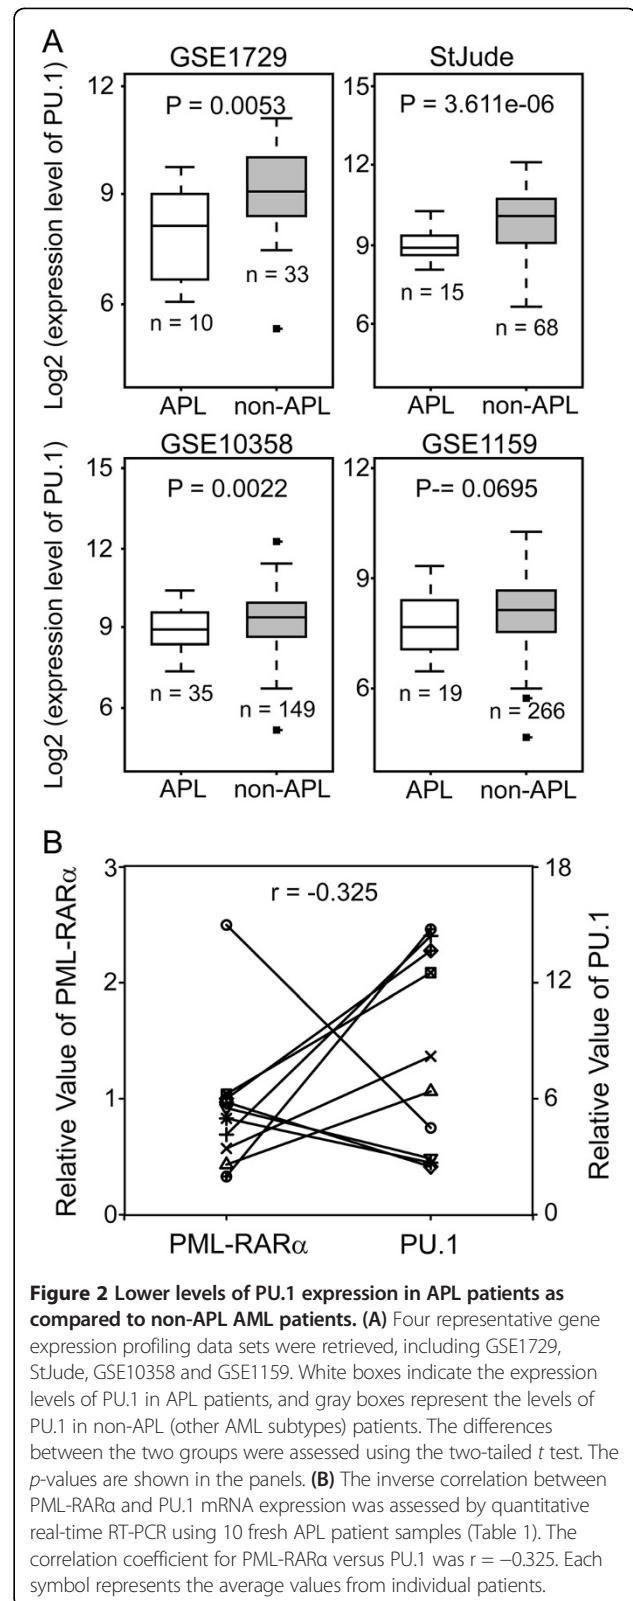 A
GSE1729
StJude
Log2 (expression level of PU.1)
12
9
6
P = 0.0053
n = 10
n = 33
APL
non-APL
15
12
9
6
P = 3.611e-06
n = 15
n = 68
APL
non-APL
GSE10358
GSE1159
Log2 (expression level of PU.1)
15
12
9
6
P = 0.0022
n = 35
n = 149
APL
non-APL
12
9
6
P-= 0.0695
n = 19
n = 266
APL
non-APL
B
Relative Value of PML-RARα
3
2
1
0
r = -0.325
18
12
6
0
Relative Value of PU.1
PML-RARα
PU.1
Figure 2 Lower levels of PU.1 expression in APL patients as
compared to non-APL AML patients. (A) Four representative gene
expression profiling data sets were retrieved, including GSE1729,
StJude, GSE10358 and GSE1159. White boxes indicate the expression
levels of PU.1 in APL patients, and gray boxes represent the levels of
PU.1 in non-APL (other AML subtypes) patients. The differences
between the two groups were assessed using the two-tailed t test. The
p-values are shown in the panels. (B) The inverse correlation between
PML-RARα and PU.1 mRNA expression was assessed by quantitative
real-time RT-PCR using 10 fresh APL patient samples (Table 1). The
correlation coefficient for PML-RARα versus PU.1 was r = −0.325. Each
symbol represents the average values from individual patients.